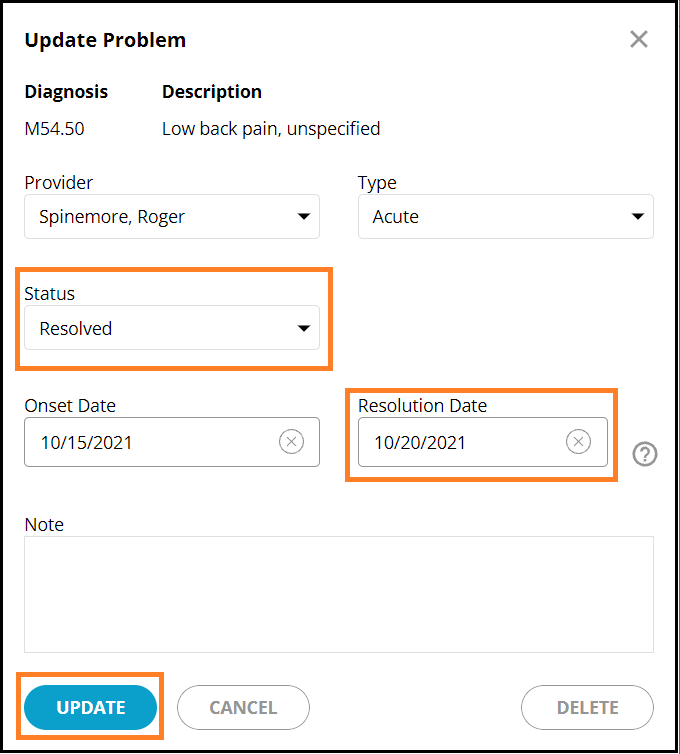 Update Problem
Diagnosis Description
M54.50 Low back pain, unspecified
Provider Type
Spinemore, Roger Acute
Status
Resolved
Onset Date Resolution Date
10/15/2021 10/20/2021
Note
UPDATE CANCEL DELETE